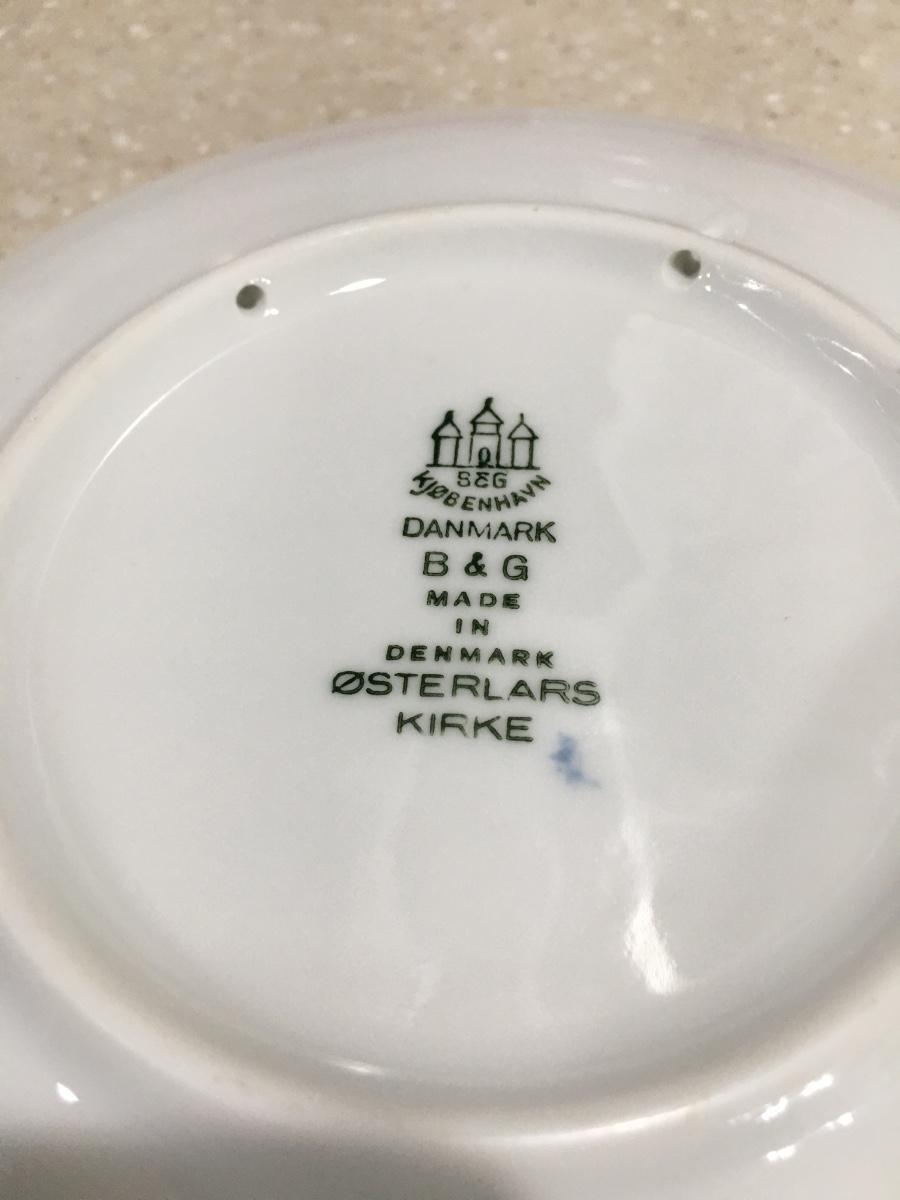 B&G
KJØBENHAVN
DANMARK
B & G
MADE
IN
DENMARK
ØSTERLARS
KIRKE